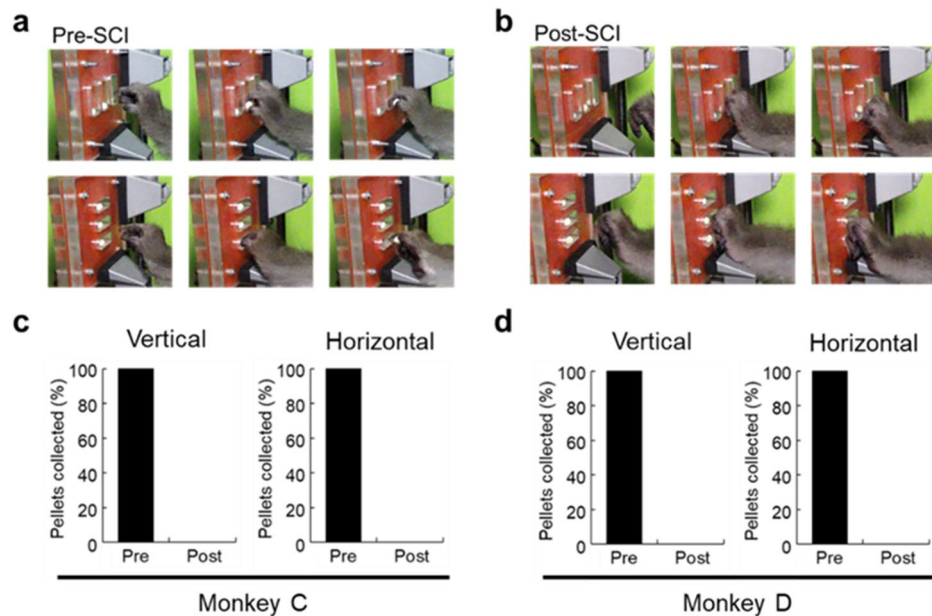 a
Pre-SCI
b
Post-SCI
c
Vertical
Horizontal
Pellets collected (%)
100
80
60
40
20
0
Pre
Post
Pellets collected (%)
100
80
60
40
20
0
Pre
Post
Monkey C
d
Vertical
Horizontal
Pellets collected (%)
100
80
60
40
20
0
Pre
Post
Pellets collected (%)
100
80
60
40
20
0
Pre
Post
Monkey D